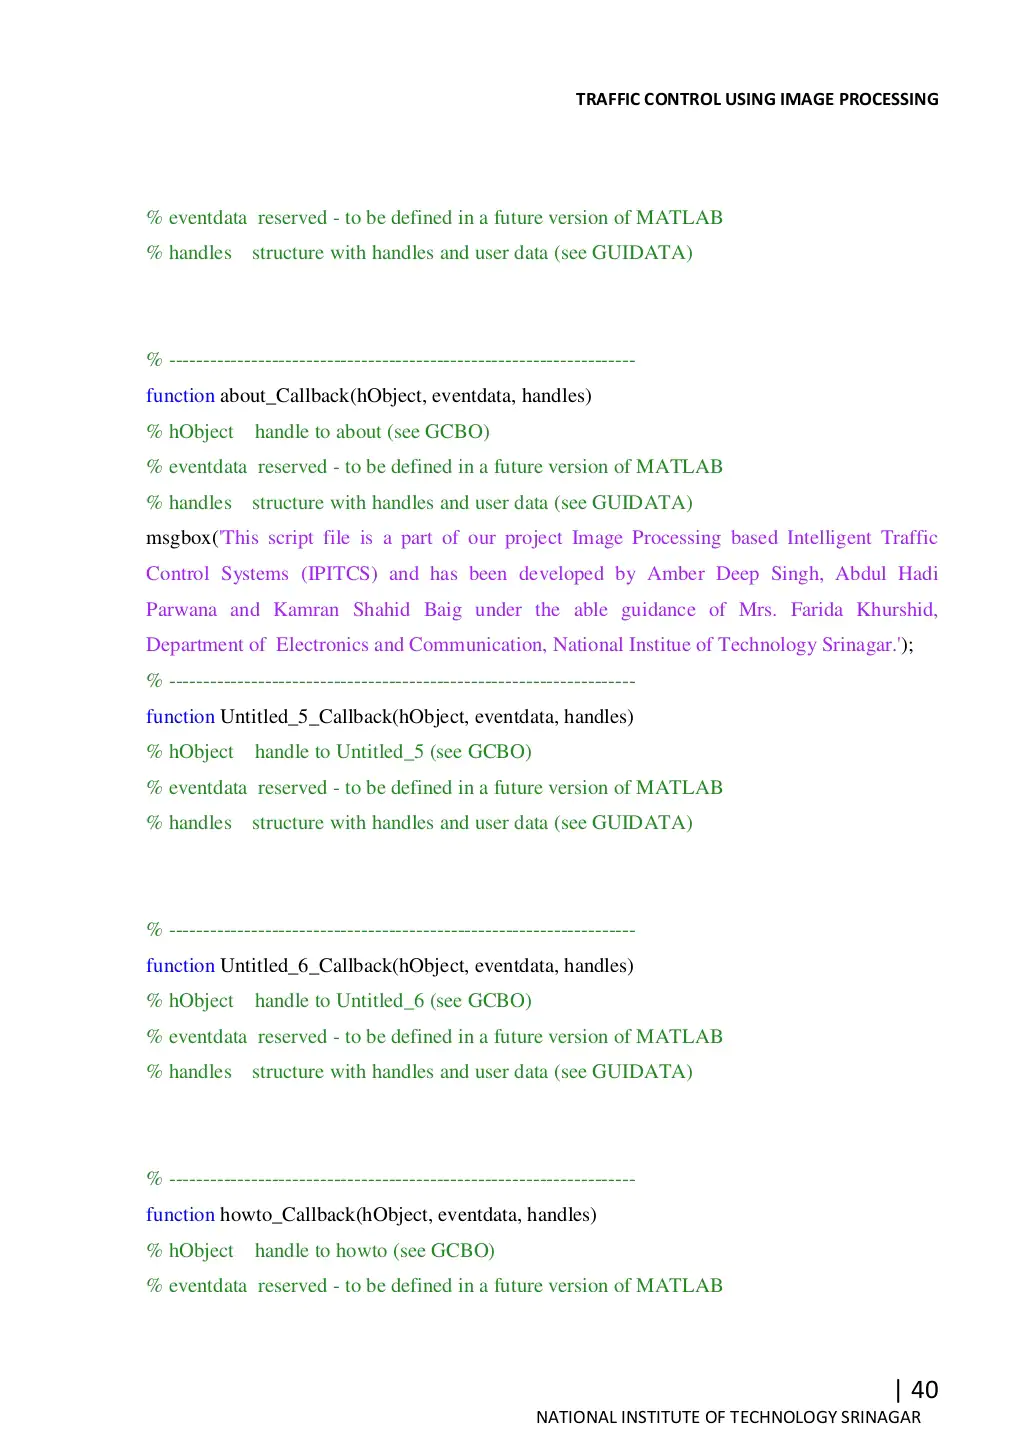 TRAFFIC CONTROL USING IMAGE PROCESSING
% eventdata  reserved - to be defined in a future version of MATLAB
% handles    structure with handles and user data (see GUIDATA)
% --------------------------------------------------------------------
function about_Callback(hObject, eventdata, handles)
% hObject    handle to about (see GCBO)
% eventdata  reserved - to be defined in a future version of MATLAB
% handles    structure with handles and user data (see GUIDATA)
msgbox('This script file is a part of our project Image Processing based Intelligent Traffic
Control Systems (IPITCS) and has been developed by Amber Deep Singh, Abdul Hadi
Parwana and Kamran Shahid Baig under the able guidance of Mrs. Farida Khurshid,
Department of  Electronics and Communication, National Institue of Technology Srinagar.');
% --------------------------------------------------------------------
function Untitled_5_Callback(hObject, eventdata, handles)
% hObject    handle to Untitled_5 (see GCBO)
% eventdata  reserved - to be defined in a future version of MATLAB
% handles    structure with handles and user data (see GUIDATA)
% --------------------------------------------------------------------
function Untitled_6_Callback(hObject, eventdata, handles)
% hObject    handle to Untitled_6 (see GCBO)
% eventdata  reserved - to be defined in a future version of MATLAB
% handles    structure with handles and user data (see GUIDATA)
% --------------------------------------------------------------------
function howto_Callback(hObject, eventdata, handles)
% hObject    handle to howto (see GCBO)
% eventdata  reserved - to be defined in a future version of MATLAB
| 40
NATIONAL INSTITUTE OF TECHNOLOGY SRINAGAR